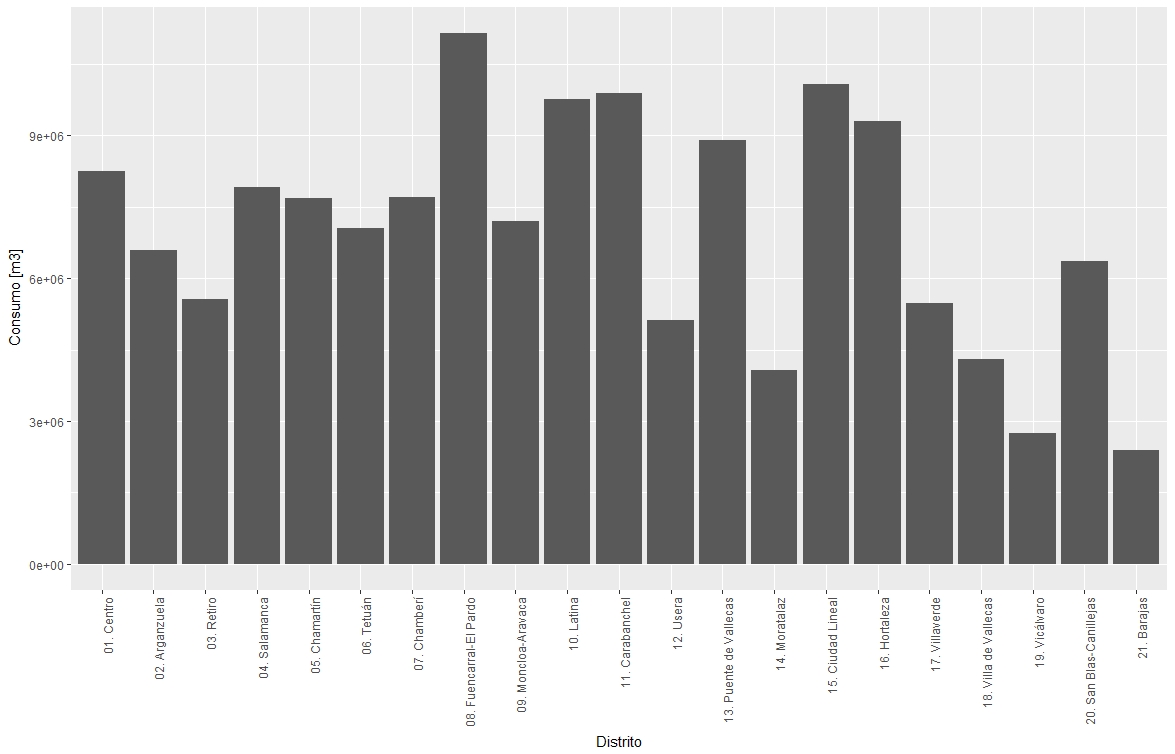 Consumo [m3]
9e+06
6e+06
3e+06
0e+00
01. Centro
02. Arganzuela
03. Retiro
04. Salamanca
05. Chamartín
06. Tetuán
07. Chamberí
08. Fuencarral-El Pardo
09. Moncloa-Aravaca
10. Latina
11. Carabanchel
12. Usera
13. Puente de Vallecas
14. Moratalaz
15. Ciudad Lineal
16. Hortaleza
17. Villaverde
18. Villa de Vallecas
19. Vicálvaro
20. San Blas-Canillejas
21. Barajas
Distrito